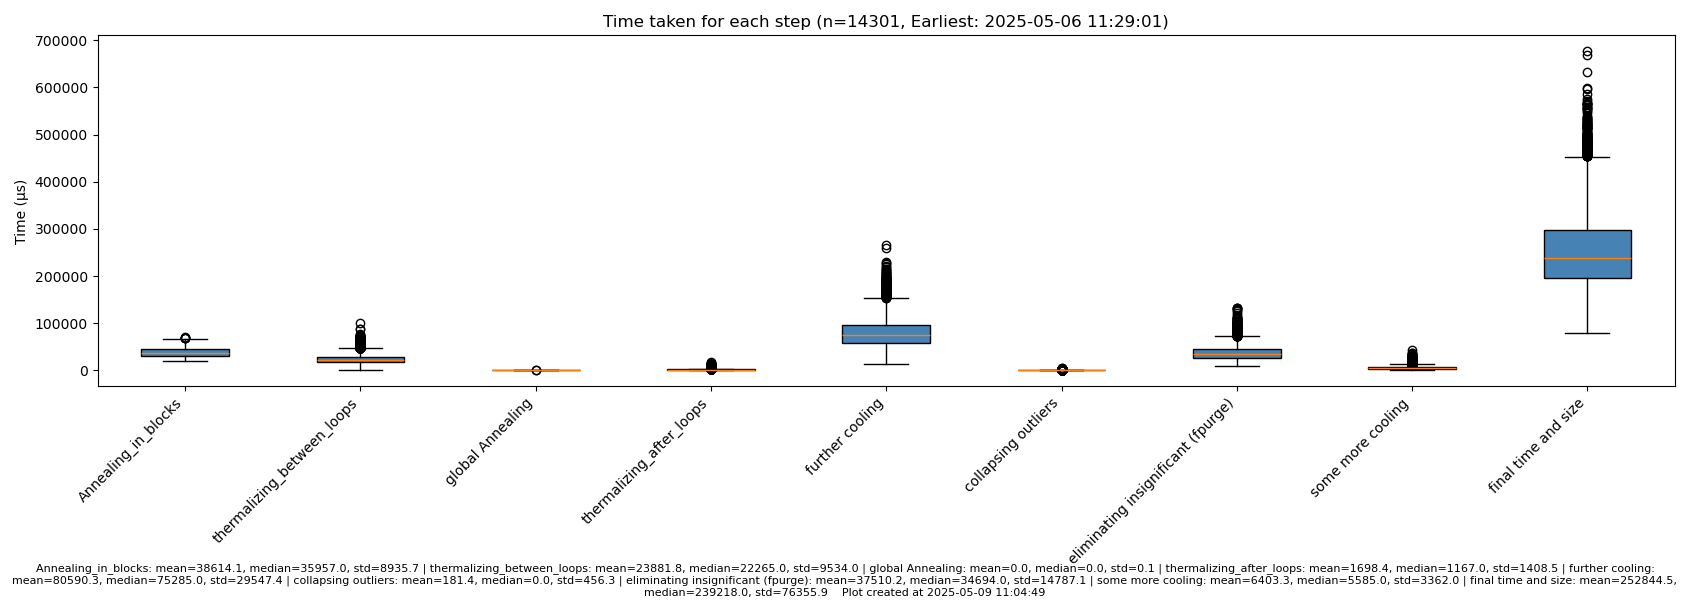 Time taken for each step (n=14301, Earliest: 2025-05-06 11:29:01)
Time (µs)
700000
600000
500000
400000
300000
200000
100000
0
Annealing_in_blocks
thermalizing_between_loops
global Annealing
thermalizing_after_loops
further cooling
collapsing outliers
eliminating insignificant (fpurge)
some more cooling
final time and size
Annealing_in_blocks: mean=38614.1, median=35957.0, std=8935.7 | thermalizing_between_loops: mean=23881.8, median=22265.0, std=9534.0 | global Annealing: mean=0.0, median=0.0, std=0.1 | thermalizing_after_loops: mean=1698.4, median=1167.0, std=1408.5 | further cooling:
mean=80590.3, median=75285.0, std=29547.4 | collapsing outliers: mean=181.4, median=0.0, std=456.3 | eliminating insignificant (fpurge): mean=37510.2, median=34694.0, std=14787.1 | some more cooling: mean=6403.3, median=5585.0, std=3362.0 | final time and size: mean=252844.5,
median=239218.0, std=76355.9    Plot created at 2025-05-09 11:04:49